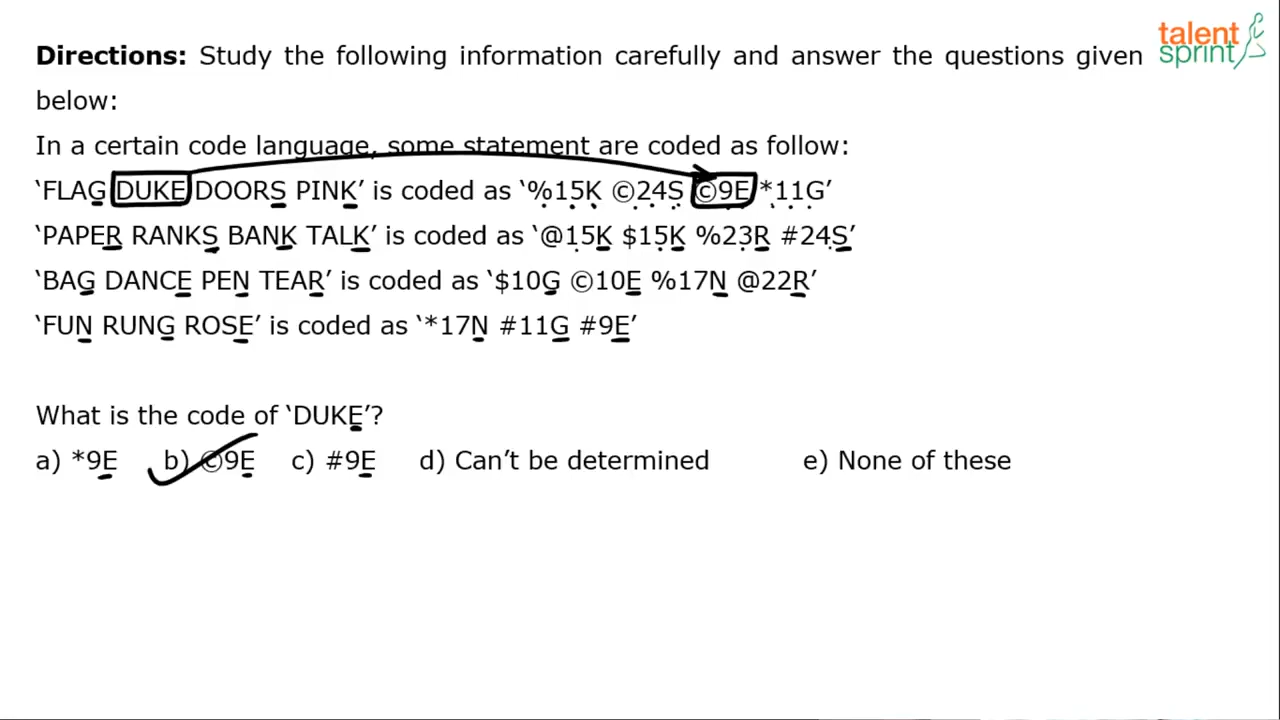 talent
sprint
Directions: Study the following information carefully and answer the questions given
below:
In a certain code language, some statement are coded as follow:
‘FLAG DUKE DOORS PINK’ is coded as ‘%15K ©24S ©9E *11G’
‘PAPER RANKS BANK TALK’ is coded as ‘@15K $15K %23R #24S’
‘BAG DANCE PEN TEAR’ is coded as ‘$10G ©10E %17N @22R’
‘FUN RUNG ROSE’ is coded as ‘*17N #11G #9E’
What is the code of ‘DUKE’?
a) *9E b) ©9E c) #9E d) Can’t be determined e) None of these